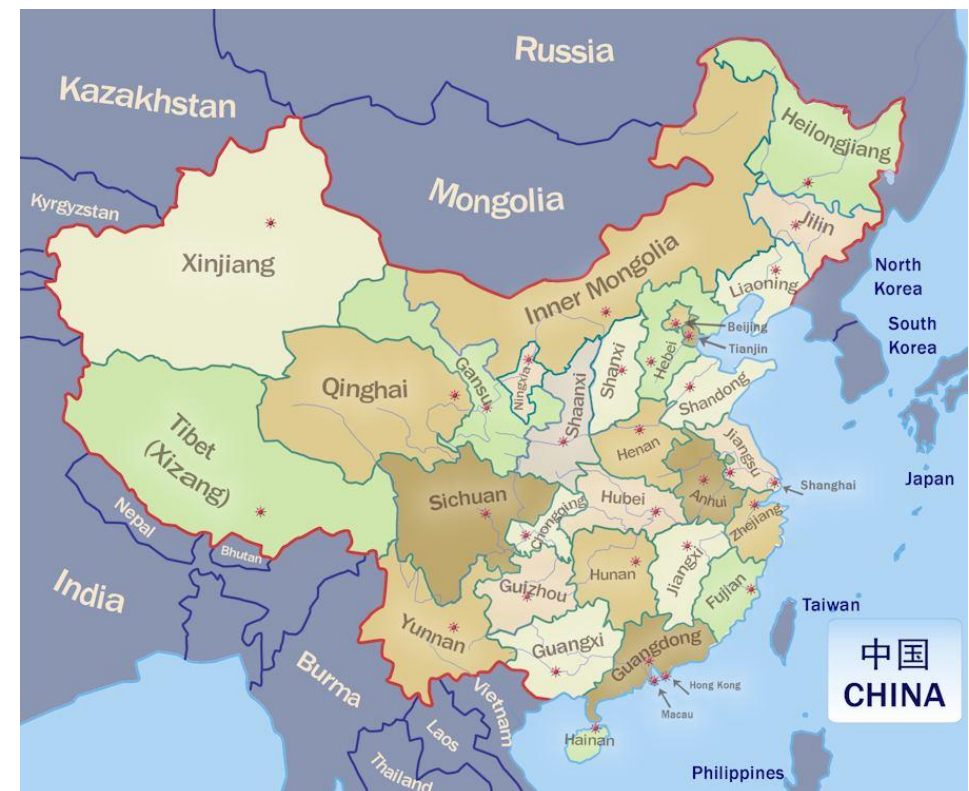 Russia
Kazakhstan
Mongolia
Kyrgyzstan
Heilongjiang
Jilin
Xinjiang
Inner Mongolia
Liaoning
North
Korea
South
Korea
Beijing
Tianjin
Hebei
Shanxi
Shaanxi
Ningxia
Gansu
Qinghai
Shandong
Tibet
(Xizang)
Henan
Jiangsu
Shanghai
Japan
Sichuan
Chongqing
Hubei
Anhui
Zhejiang
Nepal
Bhutan
India
Guizhou
Hunan
Jiangxi
Fujian
Taiwan
Yunnan
Guangxi
Guangdong
Hong Kong
Macau
中国
CHINA
Burma
Vietnam
Laos
Thailand
Hainan
Philippines